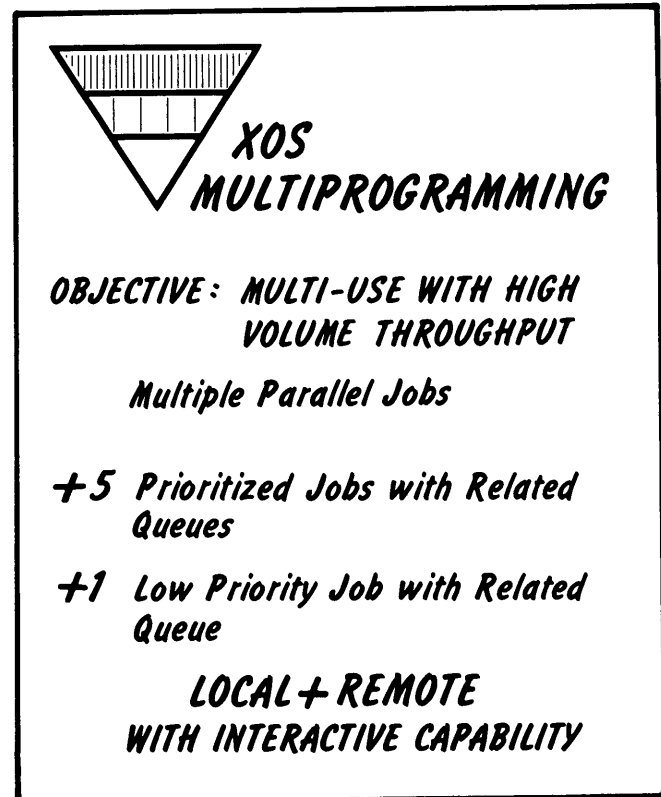 XOS
MULTIPROGRAMMING
OBJECTIVE: MULTI-USE WITH HIGH
VOLUME THROUGHPUT
Multiple Parallel Jobs
+5 Prioritized Jobs with Related
Queues
+1 Low Priority Job with Related
Queue
LOCAL + REMOTE
WITH INTERACTIVE CAPABILITY